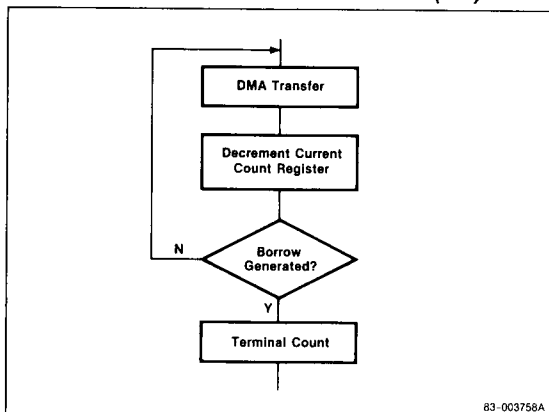 DMA Transfer
Decrement Current
Count Register
N
Borrow
Generated?
Y
Terminal Count
83-003758A